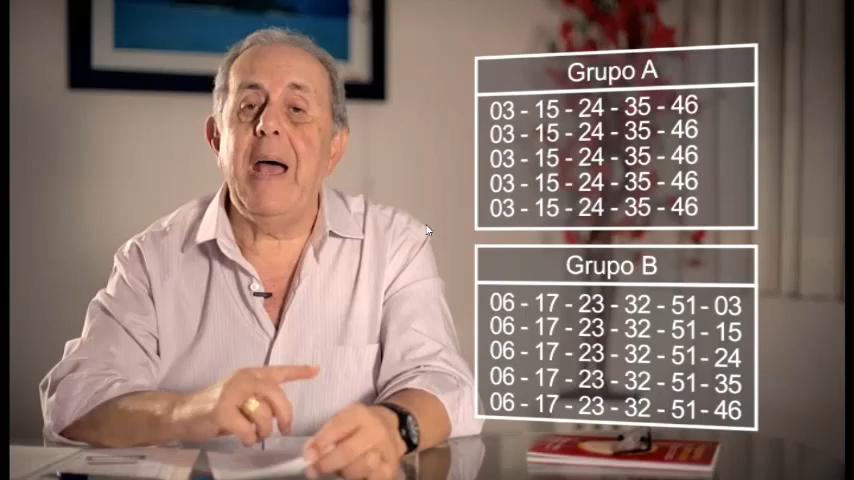 Grupo A
03 - 15 - 24 - 35 - 46
03 - 15 - 24 - 35 - 46
03 - 15 - 24 - 35 - 46
03 - 15 - 24 - 35 - 46
03 - 15 - 24 - 35 - 46
Grupo B
06 - 17 - 23 - 32 - 51- 03
06 - 17 - 23 - 32 - 51- 15
06 - 17 - 23 - 32 - 51- 24
06 - 17 - 23 - 32 - 51- 35
06 - 17 - 23 - 32 - 51- 46